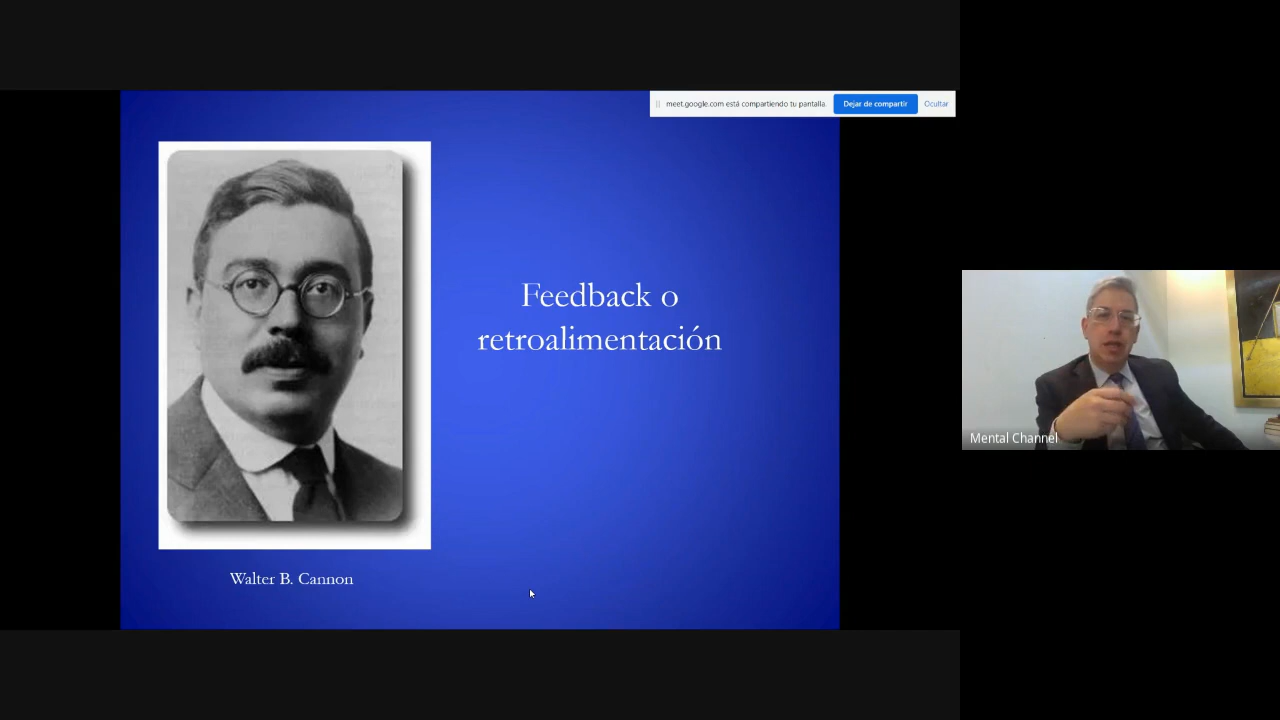 meet.google.com está compartiendo tu pantalla.
Dejar de compartir
Ocultar
Feedback o
retroalimentación
Walter B. Cannon
Mental Channel